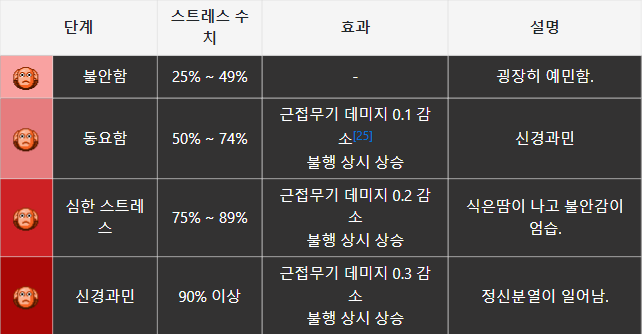 단계
스트레스 수
치
효과
설명
불안함
25% ~ 49%
-
굉장히 예민함.
동요함
50% ~ 74%
근접무기 데미지 0.1 감
소[25]
불행 상시 상승
신경과민
심한 스트레
스
75% ~ 89%
근접무기 데미지 0.2 감
소
불행 상시 상승
식은땀이 나고 불안감이
엄습.
신경과민
90% 이상
근접무기 데미지 0.3 감
소
불행 상시 상승
정신분열이 일어남.